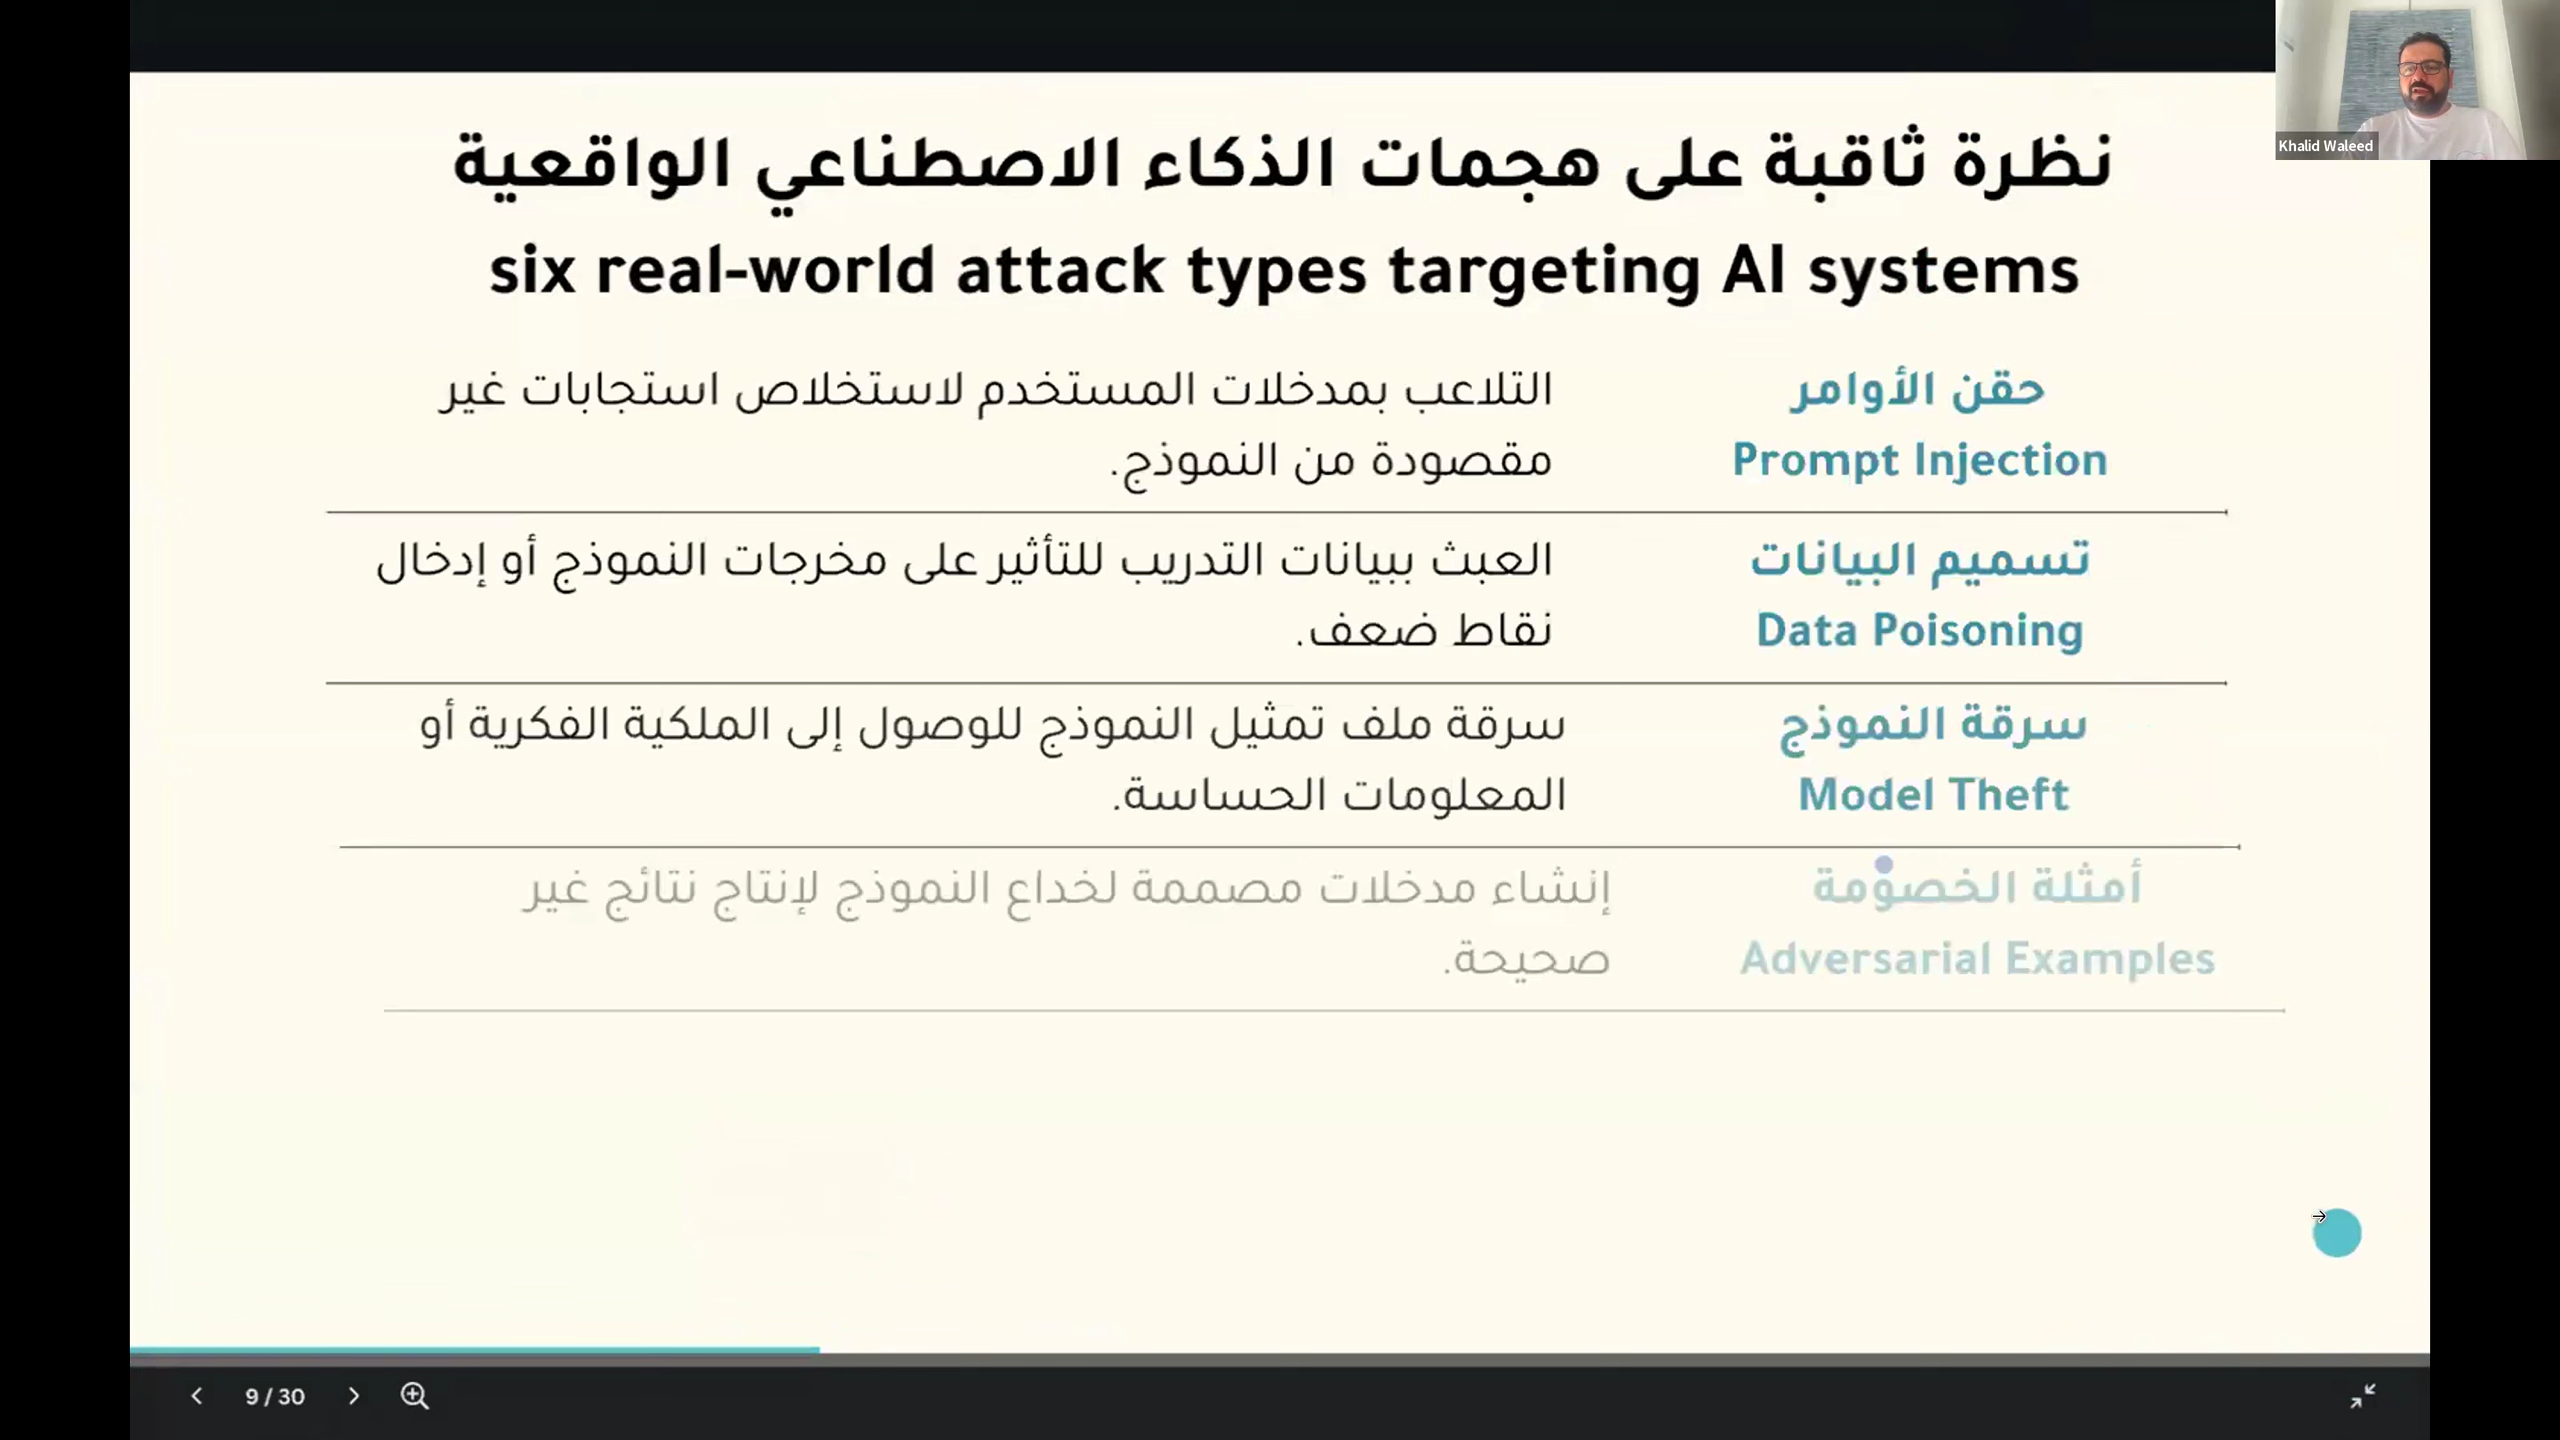 Khalid Waleed
نظرة ثاقبة على هجمات الذكاء الاصطناعي الواقعية
six real-world attack types targeting AI systems
حقن الأوامر
Prompt Injection
التلاعب بمدخلات المستخدم لاستخلاص استجابات غير
مقصودة من النموذج.
تسميم البيانات
Data Poisoning
العبث ببيانات التدريب للتأثير على مخرجات النموذج أو إدخال
نقاط ضعف.
سرقة النموذج
Model Theft
سرقة ملف تمثيل النموذج للوصول إلى الملكية الفكرية أو
المعلومات الحساسة.
أمثلة الخصومة
Adversarial Examples
إنشاء مدخلات مصممة لخداع النموذج لإنتاج نتائج غير
صحيحة.
9 / 30